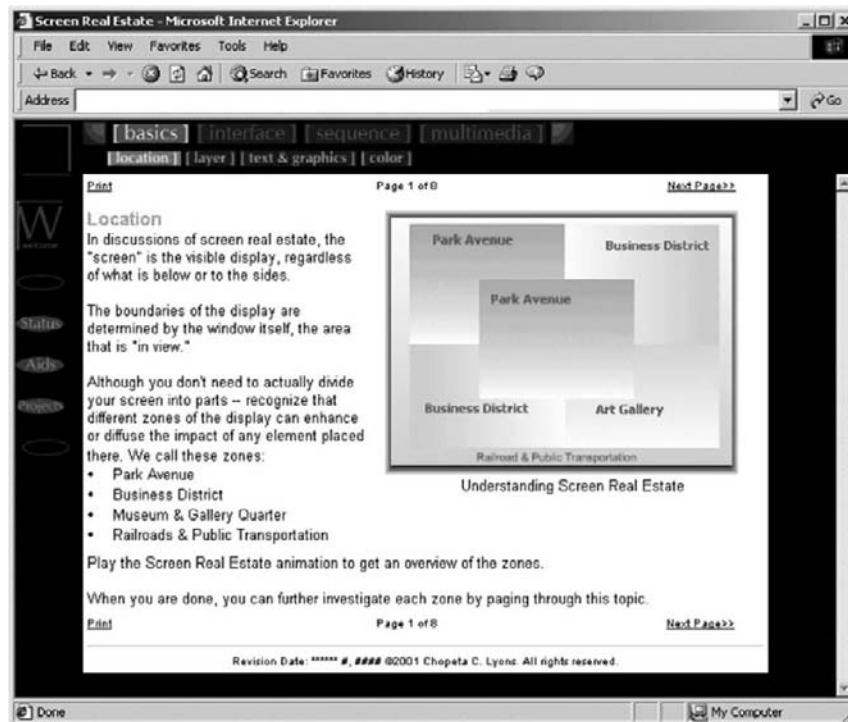 Screen Real Estate - Microsoft Internet Explorer
File Edit View Favorites Tools Help
Back Search Favorites History
Address Go
[ basics ] [ interface ] [ sequence ] [ multimedia ]
[ location ] [ layer ] [ text & graphics ] [ color ]
Print Page 1 of 8 Next Page>>
W
welcome
Status
Aids
Projects
Location
In discussions of screen real estate, the
"screen" is the visible display, regardless
of what is below or to the sides.
The boundaries of the display are
determined by the window itself, the area
that is "in view."
Although you don't need to actually divide
your screen into parts -- recognize that
different zones of the display can enhance
or diffuse the impact of any element placed
there. We call these zones:
• Park Avenue
• Business District
• Museum & Gallery Quarter
• Railroads & Public Transportation
Park Avenue
Business District
Park Avenue
Business District
Art Gallery
Railroad & Public Transportation
Understanding Screen Real Estate
Play the Screen Real Estate animation to get an overview of the zones.
When you are done, you can further investigate each zone by paging through this topic.
Print Page 1 of 8 Next Page>>
Revision Date: ****** #, #### ©2001 Chopeta C. Lyons. All rights reserved.
Done My Computer